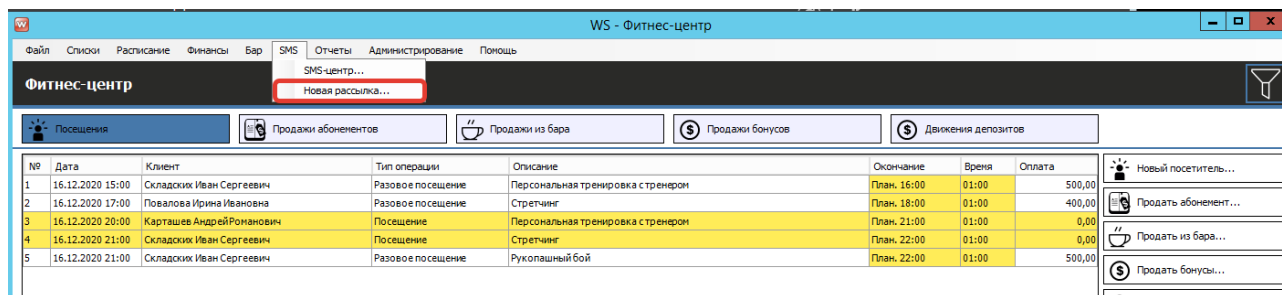 WS - Фитнес-центр
Файл Списки Расписание Финансы Бар SMS Отчеты Администрирование Помощь
SMS-центр...
Новая рассылка...
Фитнес-центр
Посещения Продажи абонементов Продажи из бара Продажи бонусов Движения депозитов
№ Дата Клиент Тип операции Описание Окончание Время Оплата
1 16.12.2020 15:00 Складских Иван Сергеевич Разовое посещение Персональная тренировка с тренером План. 16:00 01:00 500,00
2 16.12.2020 17:00 Повалова Ирина Ивановна Разовое посещение Стретчинг План. 18:00 01:00 400,00
3 16.12.2020 20:00 Карташев Андрей Романович Посещение Персональная тренировка с тренером План. 21:00 01:00 0,00
4 16.12.2020 21:00 Складских Иван Сергеевич Посещение Стретчинг План. 22:00 01:00 0,00
5 16.12.2020 21:00 Складских Иван Сергеевич Разовое посещение Рукопашный бой План. 22:00 01:00 500,00
Новый посетитель...
Продать абонемент...
Продать из бара...
Продать бонусы...